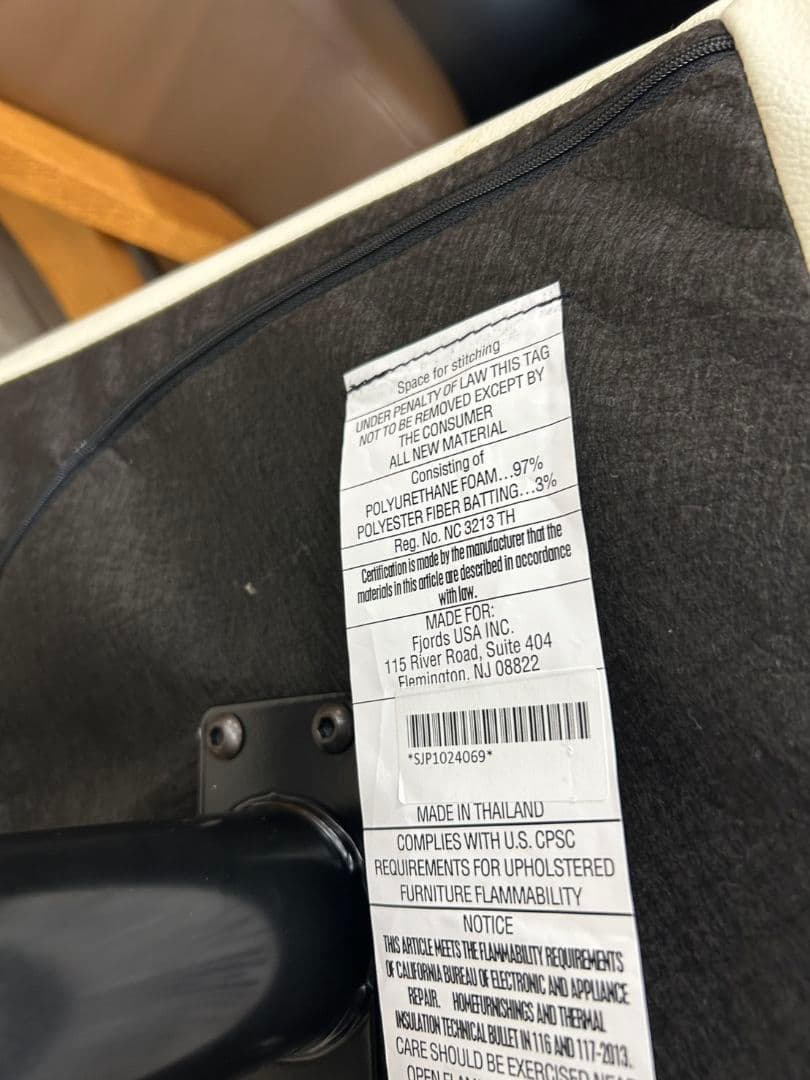 Space for stitching
UNDER PENALTY OF LAW THIS TAG
NOT TO BE REMOVED EXCEPT BY
THE CONSUMER
ALL NEW MATERIAL
Consisting of
POLYURETHANE FOAM...97%
POLYESTER FIBER BATTING...3%
Reg. No. NC 3213 TH
Certification is made by the manufacturer that the
materials in this article are described in accordance
with law.
MADE FOR:
Fjords USA INC.
115 River Road, Suite 404
Flemington, NJ 08822
*SJP1024069*
MADE IN THAILAND
COMPLIES WITH U.S. CPSC
REQUIREMENTS FOR UPHOLSTERED
FURNITURE FLAMMABILITY
NOTICE
THIS ARTICLE MEETS THE FLAMMABILITY REQUIREMENTS
OF CALIFORNIA BUREAU OF ELECTRONIC AND APPLIANCE
REPAIR. HOMEFURNISHINGS AND THERMAL
INSULATION TECHNICAL BULLET IN 116 AND 117-2013.
CARE SHOULD BE EXERCISED
OPEN